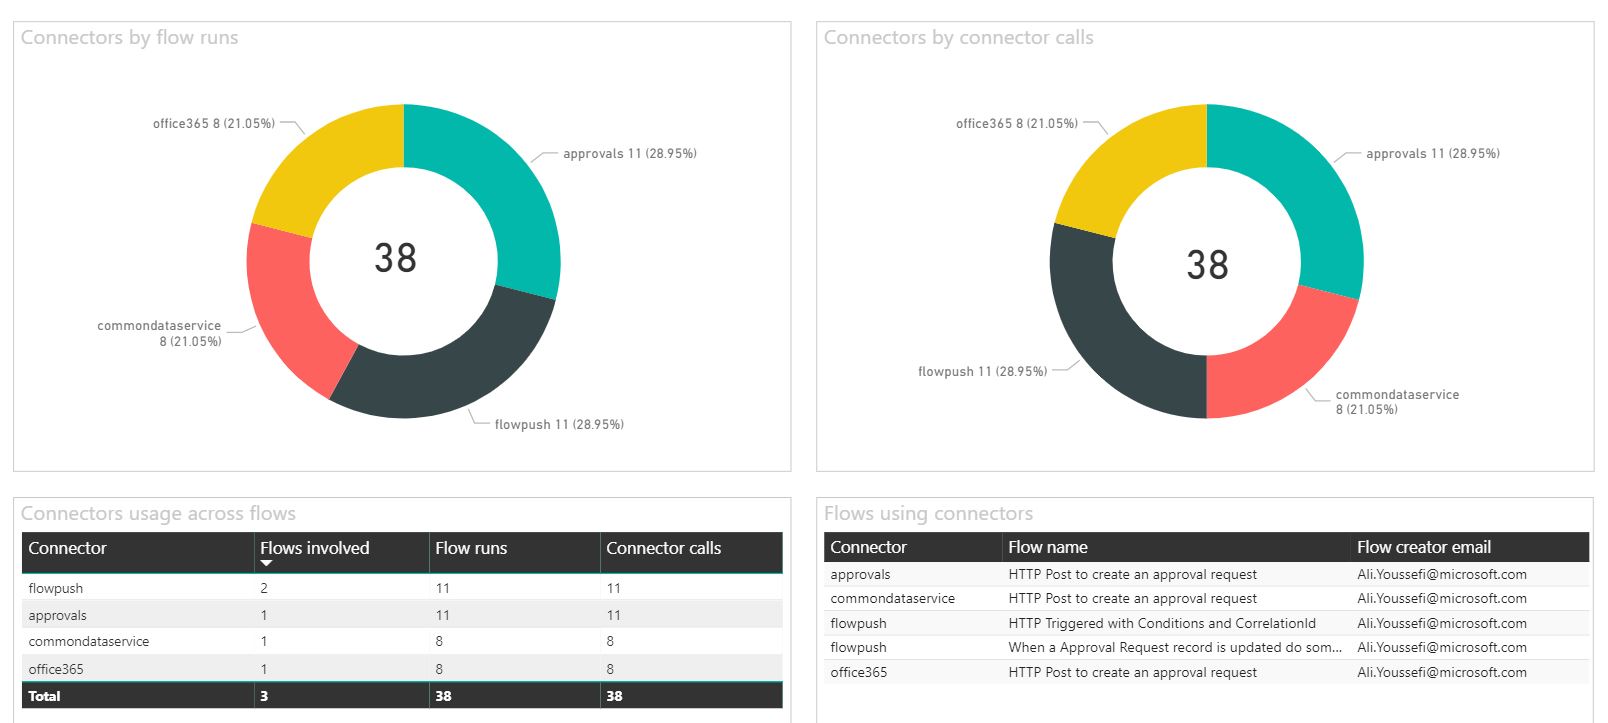 Connectors by flow runs
office365 8 (21.05%)
approvals 11 (28.95%)
38
commondataservice
8 (21.05%)
flowpush 11 (28.95%)
Connectors by connector calls
office365 8 (21.05%)
approvals 11 (28.95%)
38
flowpush 11 (28.95%)
commondataservice
8 (21.05%)
Connectors usage across flows
Connector Flows involved Flow runs Connector calls
flowpush 2 11 11
approvals 1 11 11
commondataservice 1 8 8
office365 1 8 8
Total 3 38 38
Flows using connectors
Connector Flow name Flow creator email
approvals HTTP Post to create an approval request Ali.Youssefi@microsoft.com
commondataservice HTTP Post to create an approval request Ali.Youssefi@microsoft.com
flowpush HTTP Triggered with Conditions and CorrelationId Ali.Youssefi@microsoft.com
flowpush When a Approval Request record is updated do som... Ali.Youssefi@microsoft.com
office365 HTTP Post to create an approval request Ali.Youssefi@microsoft.com